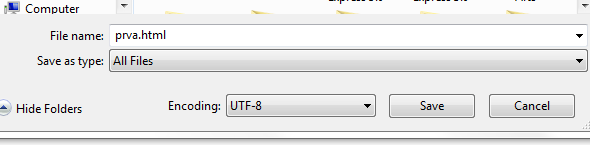 Computer
File name: prva.html
Save as type: All Files
Hide Folders Encoding: UTF-8 Save Cancel